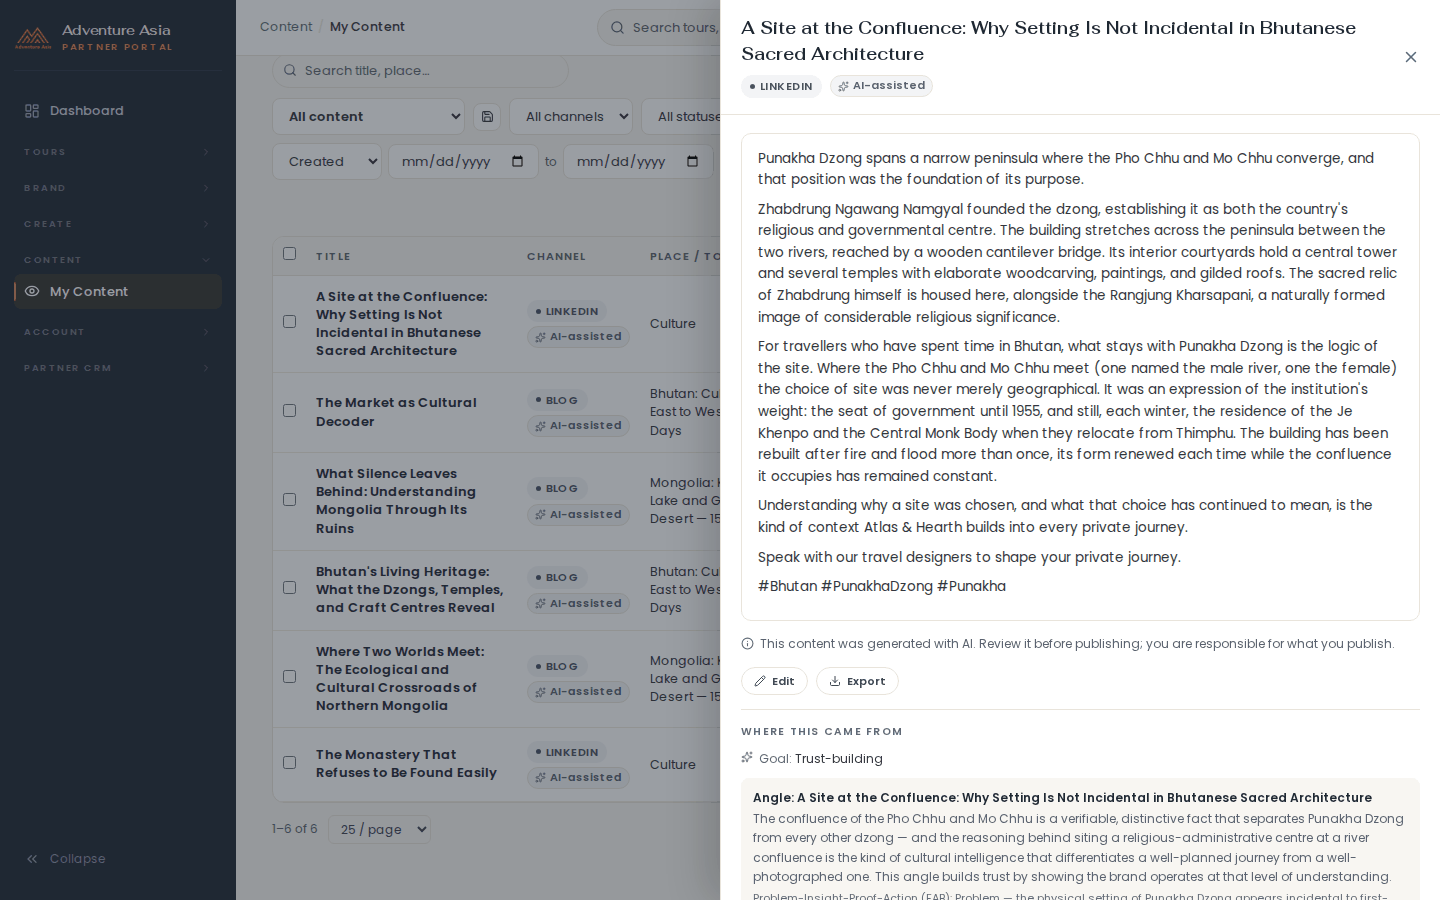 Adventure Asia
PARTNER PORTAL
Dashboard
TOURS
BRAND
CREATE
CONTENT
My Content
ACCOUNT
PARTNER CRM
Collapse
Content / My Content
Search tours,
Search title, place...
All content
All channels
All statuse
Created
mm/dd/yyyy
to
mm/dd/yyyy
TITLE
CHANNEL
PLACE / TO
A Site at the Confluence:
Why Setting Is Not
Incidental in Bhutanese
Sacred Architecture
LINKEDIN
AI-assisted
Culture
The Market as Cultural
Decoder
BLOG
AI-assisted
Bhutan: Cu
East to Wes
Days
What Silence Leaves
Behind: Understanding
Mongolia Through Its
Ruins
BLOG
AI-assisted
Mongolia: K
Lake and G
Desert — 15
Bhutan's Living Heritage:
What the Dzongs, Temples,
and Craft Centres Reveal
BLOG
AI-assisted
Bhutan: Cu
East to Wes
Days
Where Two Worlds Meet:
The Ecological and
Cultural Crossroads of
Northern Mongolia
BLOG
AI-assisted
Mongolia: K
Lake and G
Desert — 15
The Monastery That
Refuses to Be Found Easily
LINKEDIN
AI-assisted
Culture
1–6 of 6
25 / page
A Site at the Confluence: Why Setting Is Not Incidental in Bhutanese
Sacred Architecture
LINKEDIN
AI-assisted
Punakha Dzong spans a narrow peninsula where the Pho Chhu and Mo Chhu converge, and
that position was the foundation of its purpose.
Zhabdrung Ngawang Namgyal founded the dzong, establishing it as both the country's
religious and governmental centre. The building stretches across the peninsula between the
two rivers, reached by a wooden cantilever bridge. Its interior courtyards hold a central tower
and several temples with elaborate woodcarving, paintings, and gilded roofs. The sacred relic
of Zhabdrung himself is housed here, alongside the Rangjung Kharsapani, a naturally formed
image of considerable religious significance.
For travellers who have spent time in Bhutan, what stays with Punakha Dzong is the logic of
the site. Where the Pho Chhu and Mo Chhu meet (one named the male river, one the female)
the choice of site was never merely geographical. It was an expression of the institution's
weight: the seat of government until 1955, and still, each winter, the residence of the Je
Khenpo and the Central Monk Body when they relocate from Thimphu. The building has been
rebuilt after fire and flood more than once, its form renewed each time while the confluence
it occupies has remained constant.
Understanding why a site was chosen, and what that choice has continued to mean, is the
kind of context Atlas & Hearth builds into every private journey.
Speak with our travel designers to shape your private journey.
#Bhutan #PunakhaDzong #Punakha
This content was generated with AI. Review it before publishing; you are responsible for what you publish.
Edit
Export
WHERE THIS CAME FROM
Goal: Trust-building
Angle: A Site at the Confluence: Why Setting Is Not Incidental in Bhutanese Sacred Architecture
The confluence of the Pho Chhu and Mo Chhu is a verifiable, distinctive fact that separates Punakha Dzong
from every other dzong — and the reasoning behind siting a religious-administrative centre at a river
confluence is the kind of cultural intelligence that differentiates a well-planned journey from a well-
photographed one. This angle builds trust by showing the brand operates at that level of understanding.
Problem-Insight-Proof-Action (FAB): Problem — the physical setting of Punakha Dzong appears incidental to first-